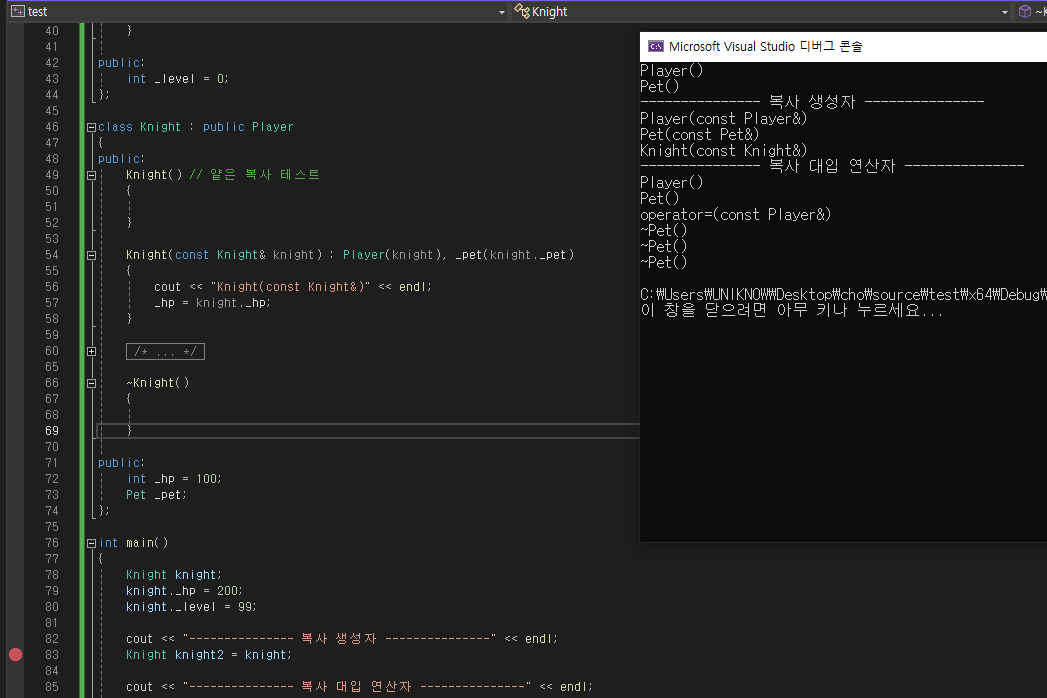 test
Knight
~K
40 }
41
42 public:
43 int _level = 0;
44 };
45
46 class Knight : public Player
47 {
48 public:
49 Knight() // 얕은 복사 테스트
50 {
51
52 }
53
54 Knight(const Knight& knight) : Player(knight), _pet(knight._pet)
55 {
56 cout << "Knight(const Knight&)" << endl;
57 _hp = knight._hp;
58 }
59
60 /* ... */
65
66 ~Knight()
67 {
68
69 }
70
71 public:
72 int _hp = 100;
73 Pet _pet;
74 };
75
76 int main()
77 {
78 Knight knight;
79 knight._hp = 200;
80 knight._level = 99;
81
82 cout << "--------------- 복사 생성자 ---------------" << endl;
83 Knight knight2 = knight;
84
85 cout << "--------------- 복사 대입 연산자 ---------------" << endl;
Microsoft Visual Studio 디버그 콘솔
Player()
Pet()
--------------- 복사 생성자 ---------------
Player(const Player&)
Pet(const Pet&)
Knight(const Knight&)
--------------- 복사 대입 연산자 ---------------
Player()
Pet()
operator=(const Player&)
~Pet()
~Pet()
~Pet()
C:₩Users₩UNIKNOW₩Desktop₩cho₩source₩test₩x64₩Debug₩
이 창을 닫으려면 아무 키나 누르세요...